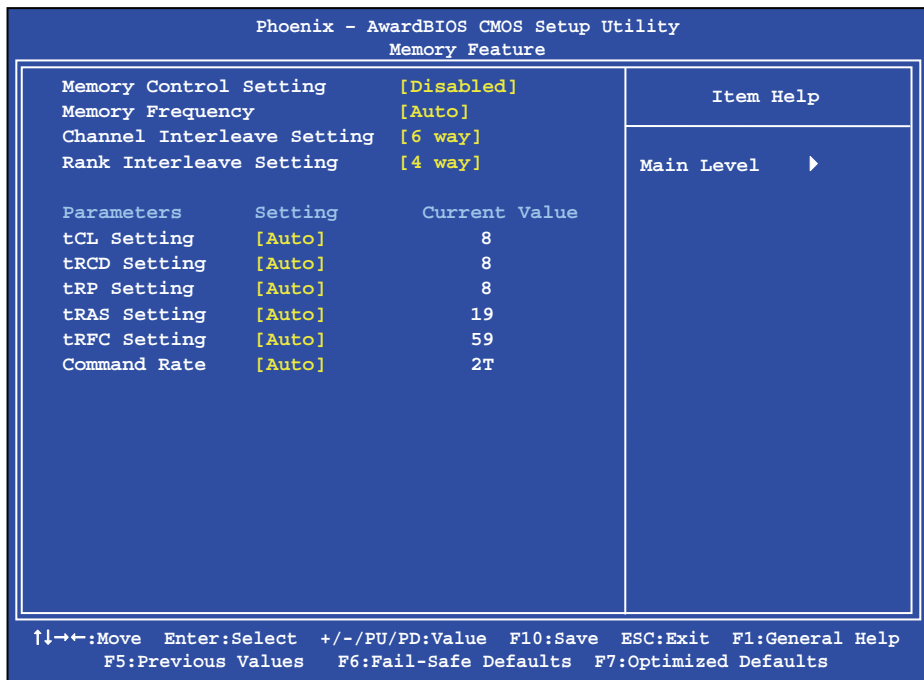 Phoenix – AwardBIOS CMOS Setup Utility
Memory Feature
Memory Control Setting [Disabled]
Memory Frequency [Auto]
Channel Interleave Setting [6 way]
Rank Interleave Setting [4 way]
Parameters Setting Current Value
tCL Setting [Auto] 8
tRCD Setting [Auto] 8
tRP Setting [Auto] 8
tRAS Setting [Auto] 19
tRFC Setting [Auto] 59
Command Rate [Auto] 2T
Item Help
Main Level
↑↓→←:Move Enter:Select +/-/PU/PD:Value F10:Save ESC:Exit F1:General Help
F5:Previous Values F6:Fail-Safe Defaults F7:Optimized Defaults